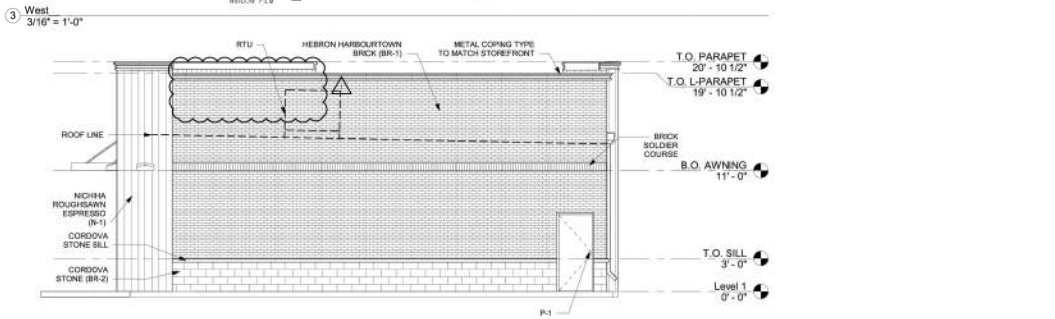 3 West
3/16" = 1'-0"
RTU
HEBRON HARBOURTOWN
BRICK (BR-1)
METAL COPING TYPE
TO MATCH STOREFRONT
T.O. PARAPET
20' - 10 1/2"
T.O. L-PARAPET
19' - 10 1/2"
ROOF LINE
BRICK
SOLDIER
COURSE
B.O. AWNING
11' - 0"
NICHIHA
ROUGHSAWN
ESPRESSO
(N-1)
CORDOVA
STONE SILL
T.O. SILL
3' - 0"
CORDOVA
STONE (BR-2)
Level 1
0' - 0"
P-1